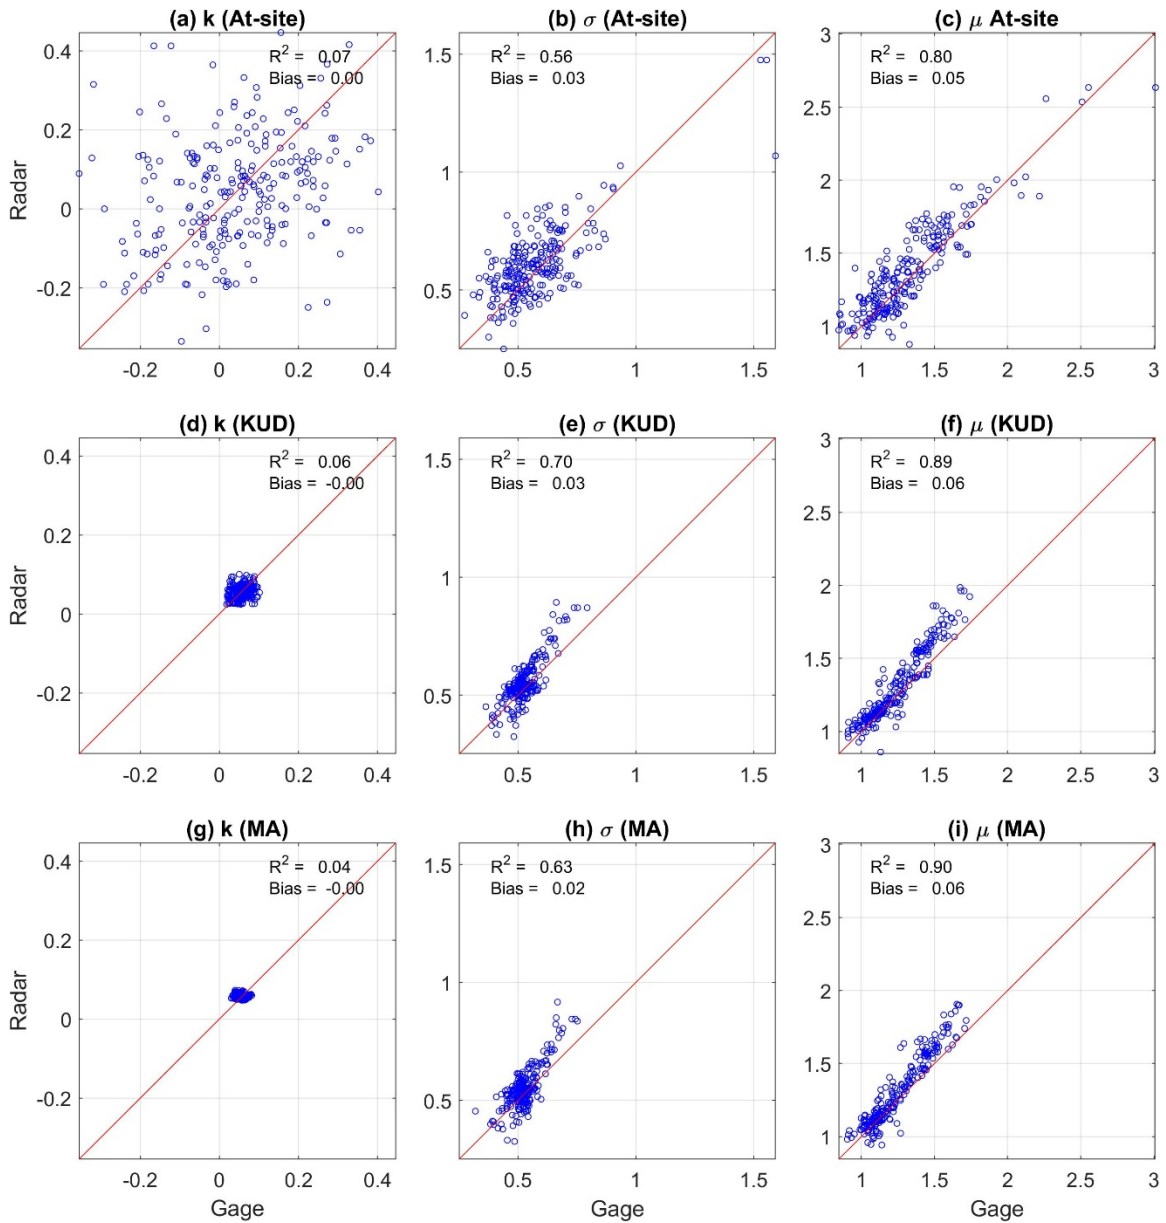 (a) k (At-site)
(b) σ (At-site)
(c) μ At-site
R² = 0.07
Bias = 0.00
R² = 0.56
Bias = 0.03
R² = 0.80
Bias = 0.05
Radar
0.4
0.2
0
-0.2
-0.2
0
0.2
0.4
1.5
1
0.5
0.5
1
1.5
3
2.5
2
1.5
1
1
1.5
2
2.5
3
(d) k (KUD)
(e) σ (KUD)
(f) μ (KUD)
R² = 0.06
Bias = -0.00
R² = 0.70
Bias = 0.03
R² = 0.89
Bias = 0.06
Radar
0.4
0.2
0
-0.2
-0.2
0
0.2
0.4
1.5
1
0.5
0.5
1
1.5
3
2.5
2
1.5
1
1
1.5
2
2.5
3
(g) k (MA)
(h) σ (MA)
(i) μ (MA)
R² = 0.04
Bias = -0.00
R² = 0.63
Bias = 0.02
R² = 0.90
Bias = 0.06
Radar
0.4
0.2
0
-0.2
-0.2
0
0.2
0.4
1.5
1
0.5
0.5
1
1.5
3
2.5
2
1.5
1
1
1.5
2
2.5
3
Gage
Gage
Gage